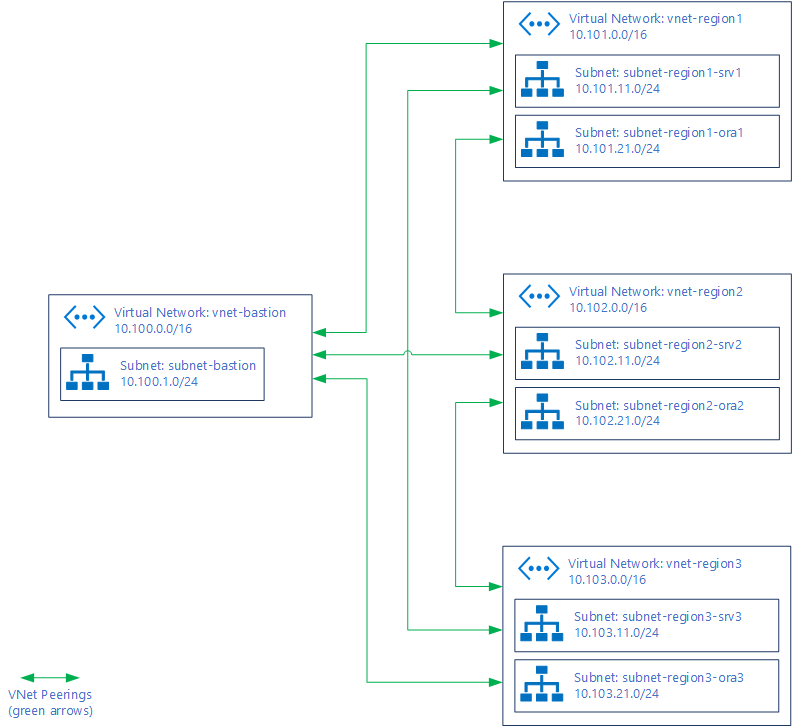 Virtual Network: vnet-region1
10.101.0.0/16
Subnet: subnet-region1-srv1
10.101.11.0/24
Subnet: subnet-region1-ora1
10.101.21.0/24
Virtual Network: vnet-bastion
10.100.0.0/16
Subnet: subnet-bastion
10.100.1.0/24
Virtual Network: vnet-region2
10.102.0.0/16
Subnet: subnet-region2-srv2
10.102.11.0/24
Subnet: subnet-region2-ora2
10.102.21.0/24
Virtual Network: vnet-region3
10.103.0.0/16
Subnet: subnet-region3-srv3
10.103.11.0/24
Subnet: subnet-region3-ora3
10.103.21.0/24
VNet Peerings
(green arrows)